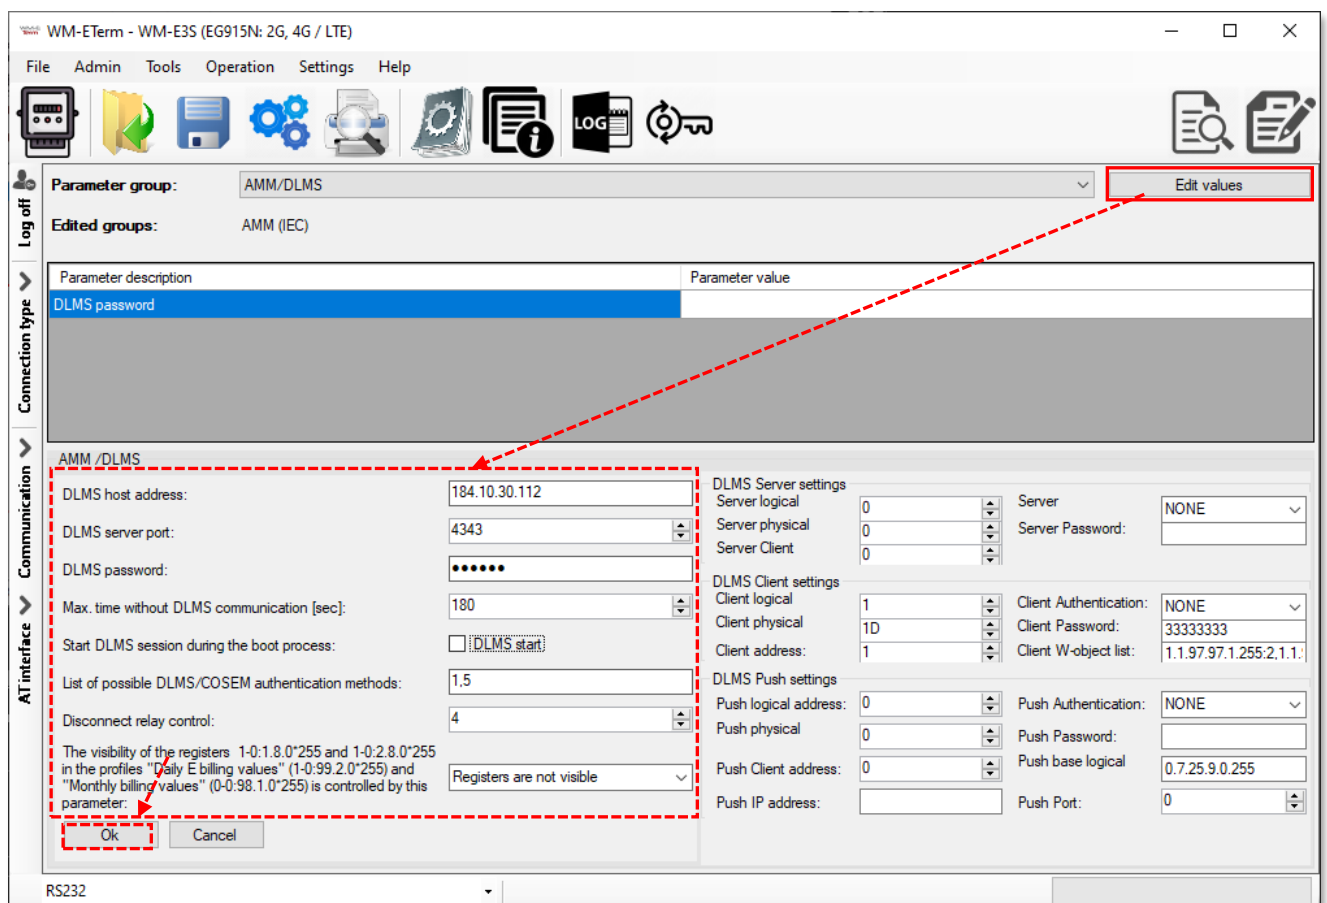 WM-ETerm - WM-E3S (EG915N: 2G, 4G / LTE)
File Admin Tools Operation Settings Help
LOG
Log off
Connection type
Communication
AT interface
Parameter group: AMM/DLMS Edit values
Edited groups: AMM (IEC)
Parameter description Parameter value
DLMS password
AMM /DLMS
DLMS host address: 184.10.30.112
DLMS server port: 4343
DLMS password: ●●●●●●
Max. time without DLMS communication [sec]: 180
Start DLMS session during the boot process: DLMS start
List of possible DLMS/COSEM authentication methods: 1,5
Disconnect relay control: 4
The visibility of the registers 1-0:1.8.0*255 and 1-0:2.8.0*255
in the profiles "Daily E billing values" (1-0:99.2.0*255) and
"Monthly billing values" (0-0:98.1.0*255) is controlled by this
parameter:
Registers are not visible
Ok Cancel
DLMS Server settings
Server logical 0 Server NONE
Server physical 0 Server Password:
Server Client 0
DLMS Client settings
Client logical 1 Client Authentication: NONE
Client physical 1D Client Password: 33333333
Client address: 1 Client W-object list: 1.1.97.97.1.255:2,1.1.
DLMS Push settings
Push logical address: 0 Push Authentication: NONE
Push physical 0 Push Password:
Push Client address: 0 Push base logical 0.7.25.9.0.255
Push IP address: Push Port: 0
RS232